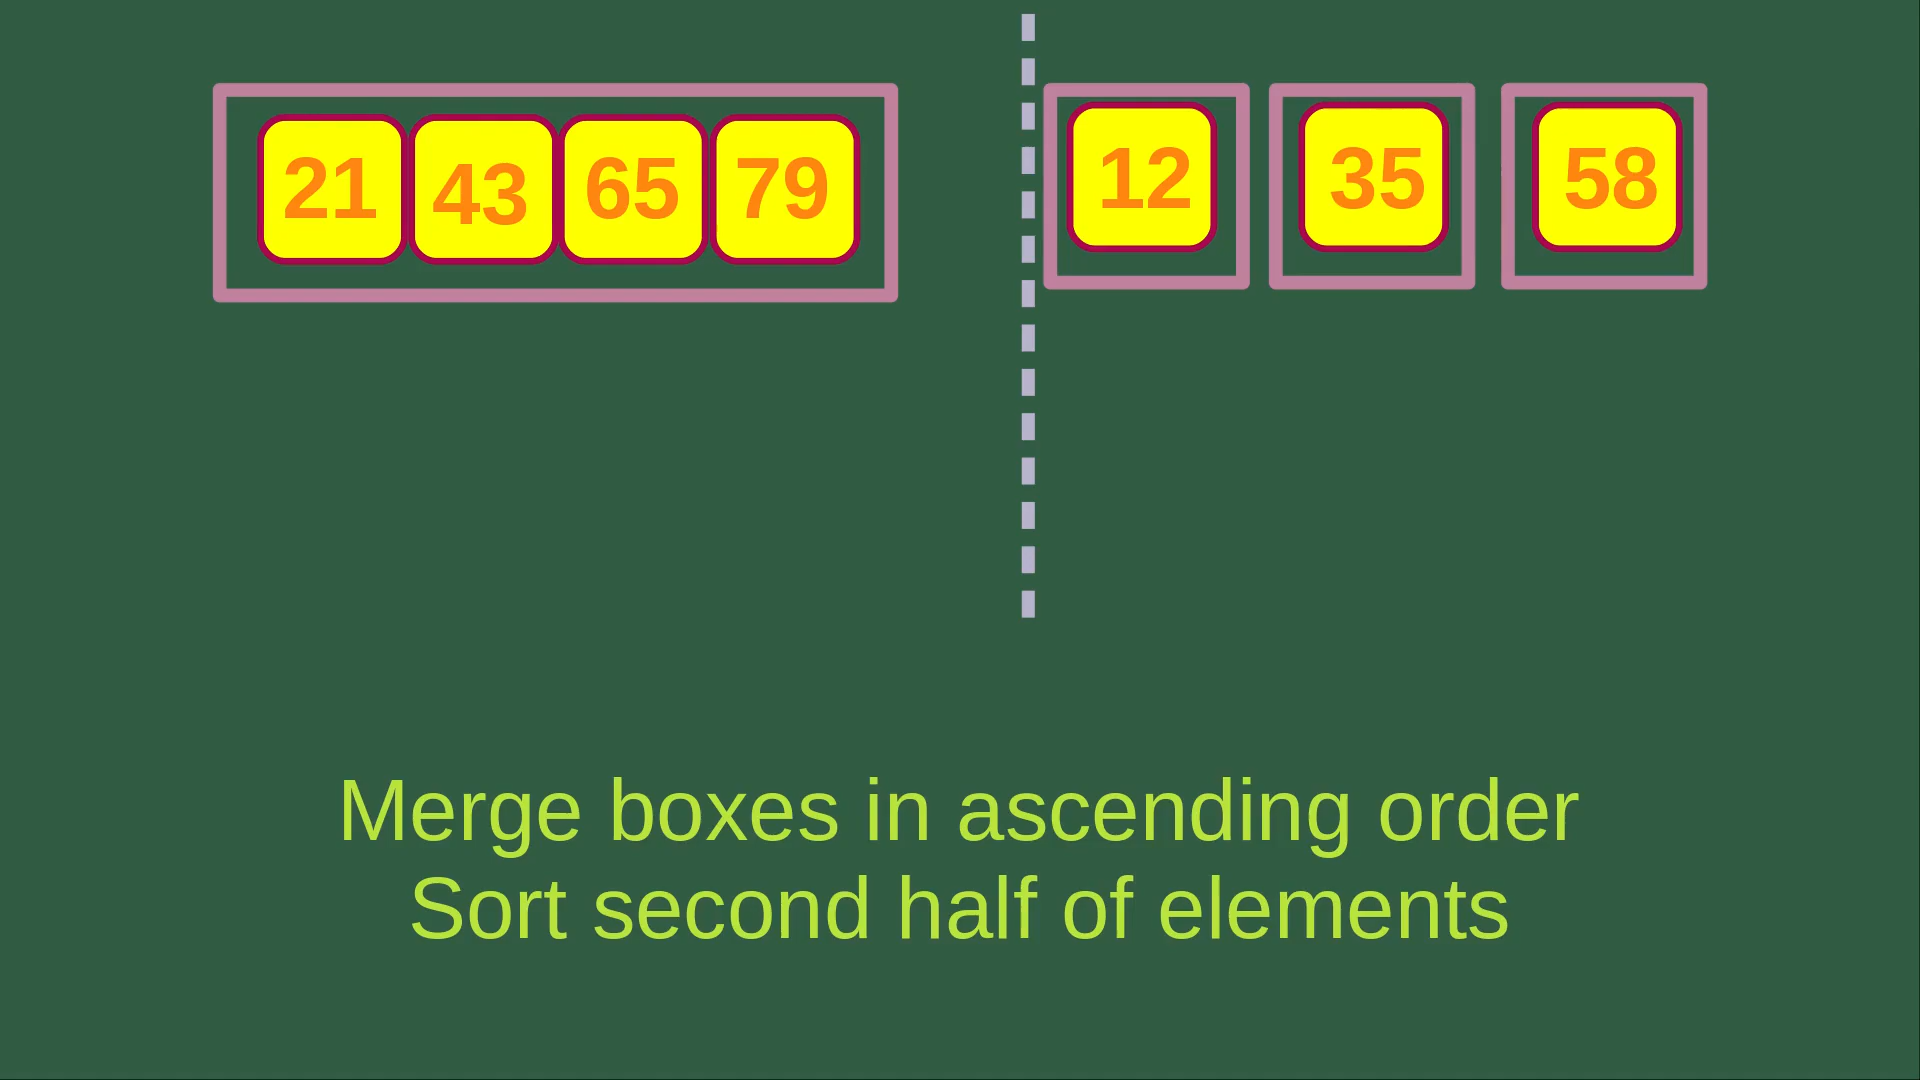 21 43 65 79 12 35 58
Merge boxes in ascending order
Sort second half of elements